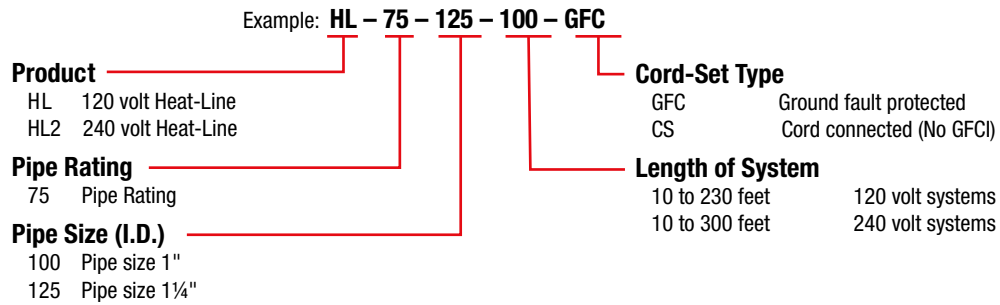 Example: HL – 75 – 125 – 100 – GFC
Product
HL 120 volt Heat-Line
HL2 240 volt Heat-Line
Pipe Rating
75 Pipe Rating
Pipe Size (I.D.)
100 Pipe size 1"
125 Pipe size 1¼"
Cord-Set Type
GFC Ground fault protected
CS Cord connected (No GFCI)
Length of System
10 to 230 feet 120 volt systems
10 to 300 feet 240 volt systems